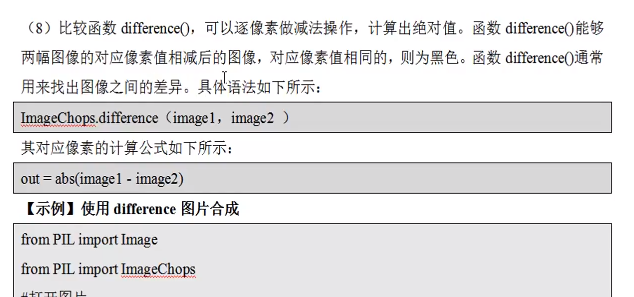 （8）比较函数 difference()，可以逐像素做减法操作，计算出绝对值。函数 difference()能够
两幅图像的对应像素值相减后的图像，对应像素值相同的，则为黑色。函数 difference()通常
用来找出图像之间的差异。具体语法如下所示：
ImageChops.difference（image1，image2 ）
其对应像素的计算公式如下所示：
out = abs(image1 - image2)
【示例】使用 difference 图片合成
from PIL import Image
from PIL import ImageChops
#打开图片